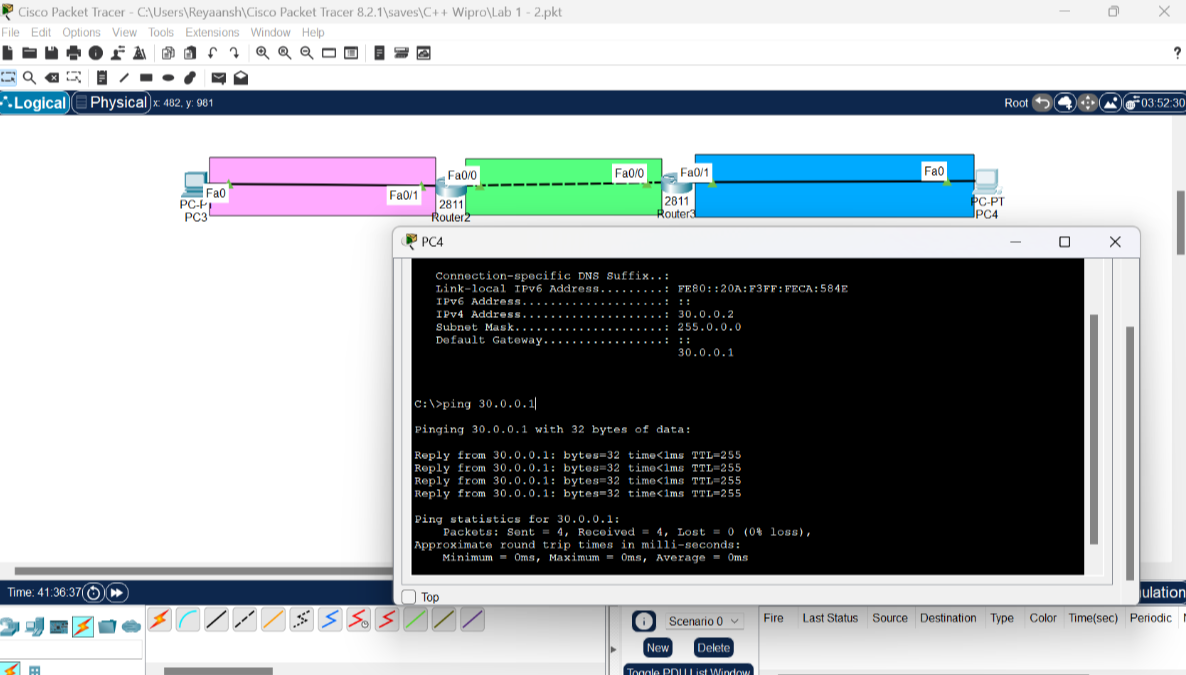 Cisco Packet Tracer - C:\Users\Reyaansh\Cisco Packet Tracer 8.2.1\saves\C++ Wipro\Lab 1 - 2.pkt
File Edit Options View Tools Extensions Window Help
?
Logical Physical x: 482, y: 981 Root 03:52:30
Fa0 Fa0/1 Fa0/0 Fa0/0 Fa0/1 Fa0
PC-P
PC3
2811
Router2
2811
Router3
PC-PT
PC4
PC4
Connection-specific DNS Suffix..:
Link-local IPv6 Address.........: FE80::20A:F3FF:FECA:584E
IPv6 Address....................: ::
IPv4 Address....................: 30.0.0.2
Subnet Mask.....................: 255.0.0.0
Default Gateway.................: ::
30.0.0.1
C:\>ping 30.0.0.1
Pinging 30.0.0.1 with 32 bytes of data:
Reply from 30.0.0.1: bytes=32 time<1ms TTL=255
Reply from 30.0.0.1: bytes=32 time<1ms TTL=255
Reply from 30.0.0.1: bytes=32 time<1ms TTL=255
Reply from 30.0.0.1: bytes=32 time<1ms TTL=255
Ping statistics for 30.0.0.1:
Packets: Sent = 4, Received = 4, Lost = 0 (0% loss),
Approximate round trip times in milli-seconds:
Minimum = 0ms, Maximum = 0ms, Average = 0ms
Top
Time: 41:36:37
ulation
Scenario 0
New Delete
Toggle PDU List Window
Fire Last Status Source Destination Type Color Time(sec) Periodic